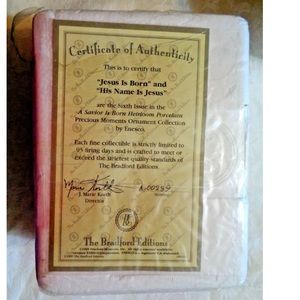 Certificate of Authenticity
This is to certify that
"Jesus Is Born" and
"His Name Is Jesus"
are the Sixth Issue in the
A Savior Is Born Heirloom Porcelain
Precious Moments Ornament Collection
by Enesco.
Each fine collectible is strictly limited to
95 firing days and is crafted to meet or
exceed the strictest quality standards of
The Bradford Editions.
J. Marie Korth
Director
The Bradford Editions